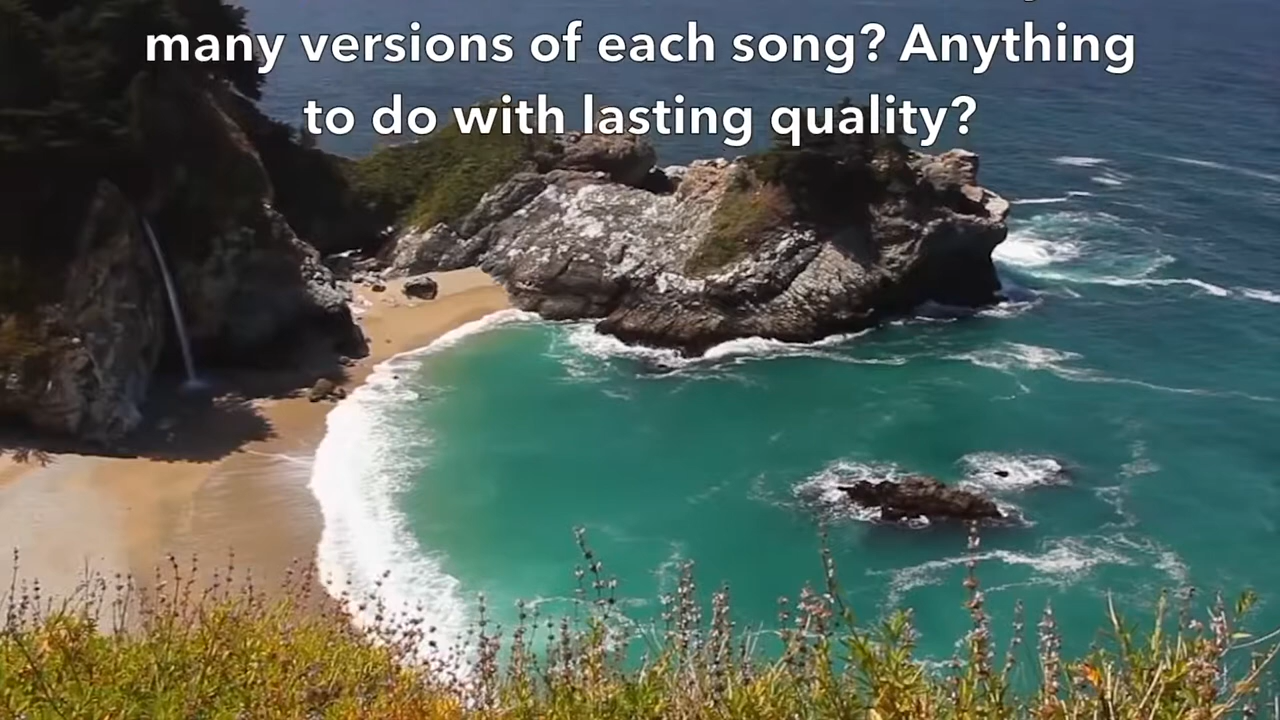 many versions of each song? Anything
to do with lasting quality?